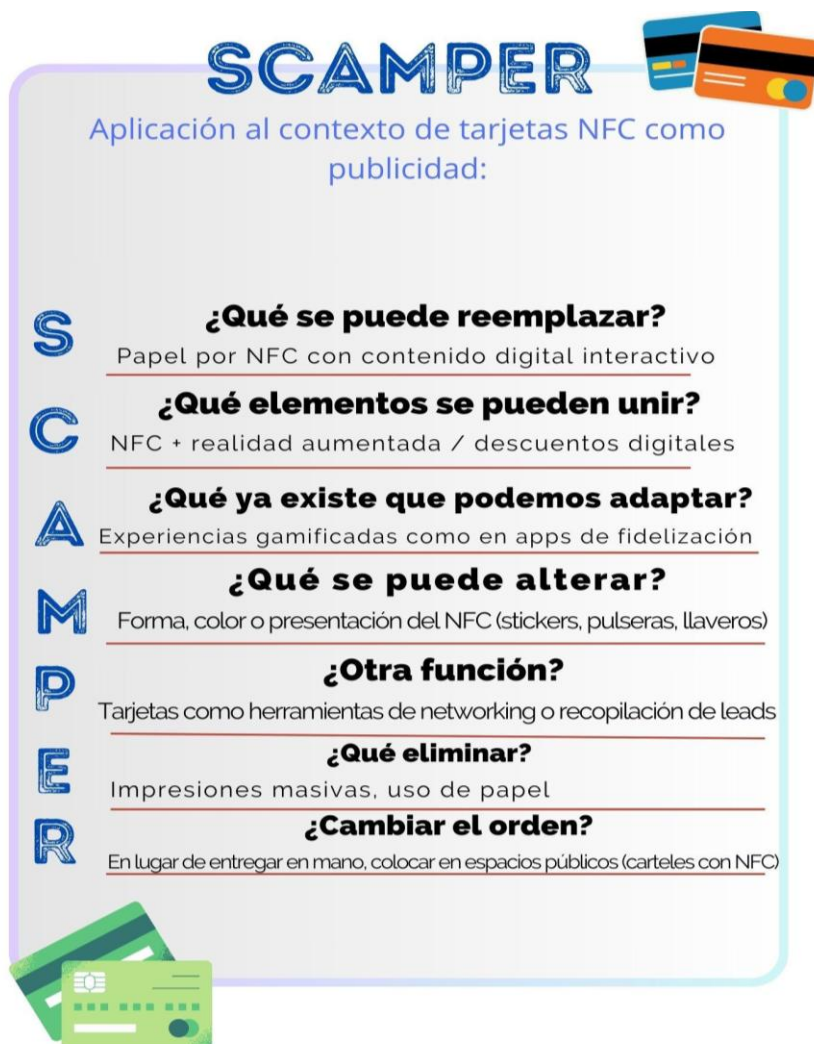 SCAMPER
Aplicación al contexto de tarjetas NFC como
publicidad:
S
¿Qué se puede reemplazar?
Papel por NFC con contenido digital interactivo
C
¿Qué elementos se pueden unir?
NFC + realidad aumentada / descuentos digitales
A
¿Qué ya existe que podemos adaptar?
Experiencias gamificadas como en apps de fidelización
M
¿Qué se puede alterar?
Forma, color o presentación del NFC (stickers, pulseras, llaveros)
P
¿Otra función?
Tarjetas como herramientas de networking o recopilación de leads
E
¿Qué eliminar?
Impresiones masivas, uso de papel
R
¿Cambiar el orden?
En lugar de entregar en mano, colocar en espacios públicos (carteles con NFC)